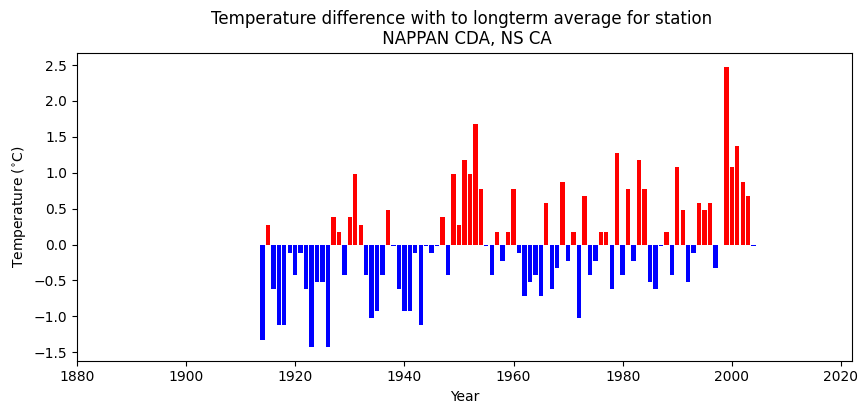 Temperature difference with to longterm average for station
NAPPAN CDA, NS CA
2.5
2.0
1.5
1.0
0.5
0.0
−0.5
−1.0
−1.5
Temperature (°C)
1880 1900 1920 1940 1960 1980 2000 2020
Year